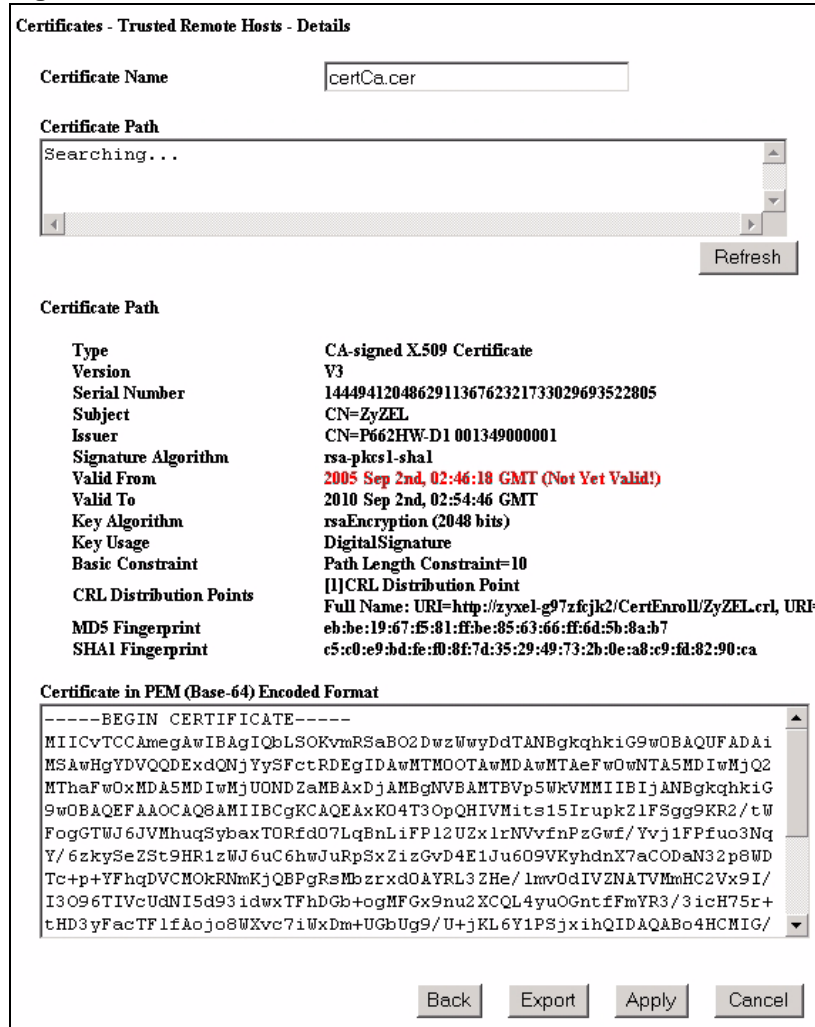 Certificates - Trusted Remote Hosts - Details
Certificate Name certCa.cer
Certificate Path
Searching...
Refresh
Certificate Path
Type CA-signed X.509 Certificate
Version V3
Serial Number 144494120486291136762321733029693522805
Subject CN=ZyZEL
Issuer CN=P662HW-D1 001349000001
Signature Algorithm rsa-pkcs1-sha1
Valid From 2005 Sep 2nd, 02:46:18 GMT (Not Yet Valid!)
Valid To 2010 Sep 2nd, 02:54:46 GMT
Key Algorithm rsaEncryption (2048 bits)
Key Usage DigitalSignature
Basic Constraint Path Length Constraint=10
CRL Distribution Points [1]CRL Distribution Point
Full Name: URI=http://zyxel-g97zfcjk2/CertEnroll/ZyZEL.crl, URI=
MD5 Fingerprint eb:be:19:67:f5:81:ff:be:85:63:66:ff:6d:5b:8a:b7
SHA1 Fingerprint c5:c0:e9:bd:fe:f0:8f:7d:35:29:49:73:2b:0e:a8:c9:fd:82:90:ca
Certificate in PEM (Base-64) Encoded Format
-----BEGIN CERTIFICATE-----
MIICvTCCAmegAwIBAgIQbLSOKvmRSaBO2DwzWwyDdTANBgkqhkiG9w0BAQUFADAi
MSAwHgYDVQQDExdQNjYySFctRDEgIDAwMTM0OTAwMDAwMTAeFw0wNTA5MDIwMjQ2
MThaFw0xMDA5MDIwMjU0NDZaMBAxDjAMBgNVBAMTBVp5WkVMMIIBIjANBgkqhkiG
9w0BAQEFAAOCAQ8AMIIBCgKCAQEAxKO4T3OpQHIVMits15IrupkZ1FSgg9KR2/tW
FogGTWJ6JVMhuqSybaxTORfdO7LqBnLiFP12UZx1rNVvfnPzGwf/Yvj1FPfuo3Nq
Y/6zkySeZSt9HR1zWJ6uC6hwJuRpSxZizGvD4E1Ju6O9VKyhdnX7aCODaN32p8WD
Tc+p+YFhqDVCMOkRNmKjQBPgRsMbzrxdOAYRL3ZHe/lmvOdIVZNATVMmHC2Vx9I/
I3O96TIVcUdNI5d93idwxTFhDGb+ogMFGx9nu2XCQL4yuOGntfFmYR3/3icH75r+
tHD3yFacTFlfAojo8WXvc7iWxDm+UGbUg9/U+jKL6Y1PSjxihQIDAQABo4HCMIG/
Back Export Apply Cancel